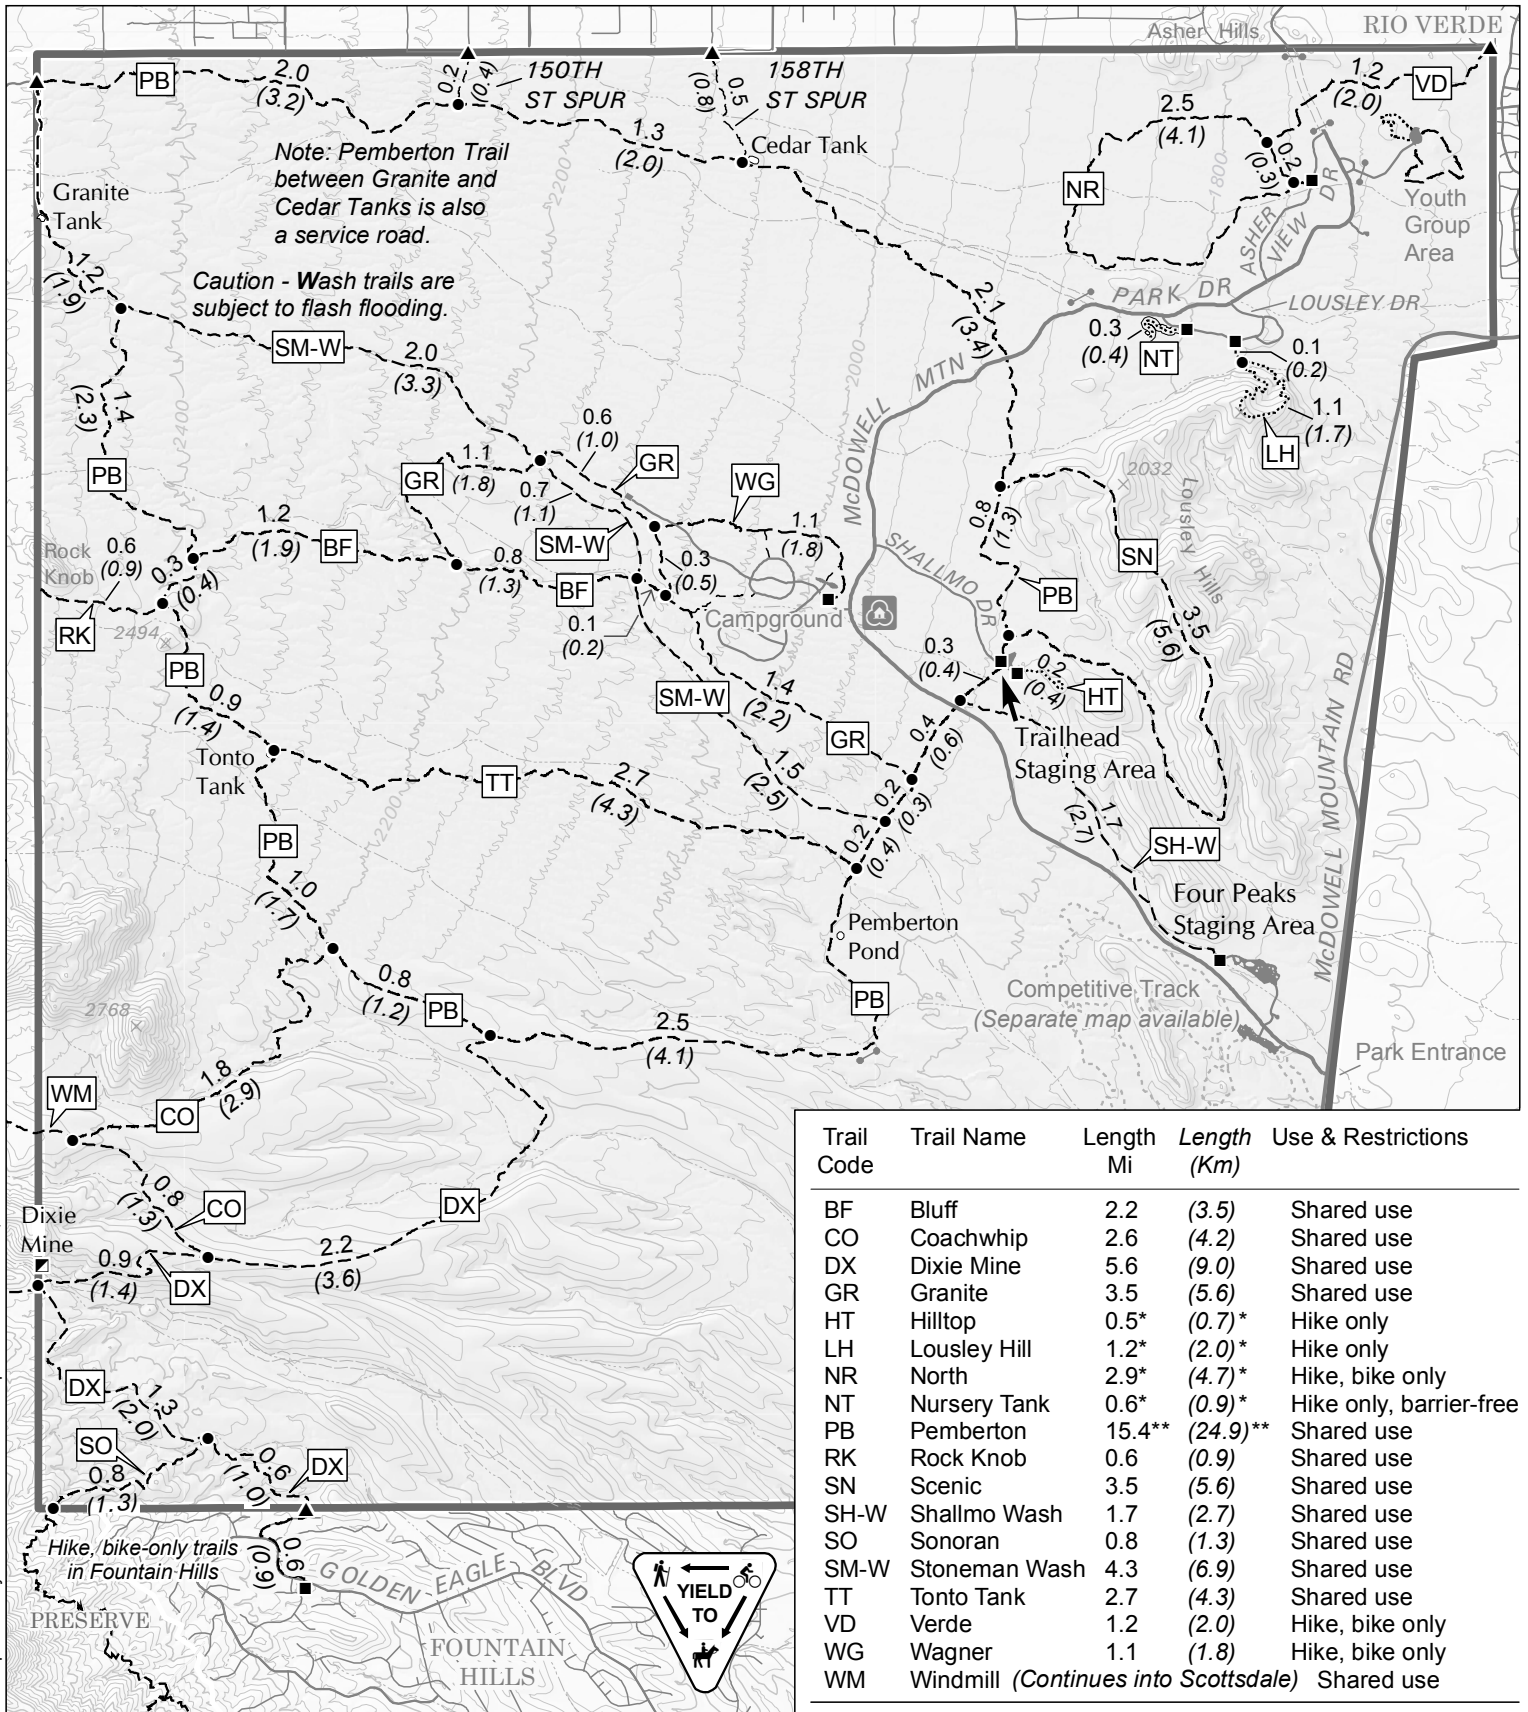 Asher Hills
RIO VERDE
PB
2.0
(3.2)
0.2
(0.4)
150TH
ST SPUR
0.5
(0.8)
158TH
ST SPUR
1.3
(2.0)
Cedar Tank
1.2
(2.0)
VD
2.5
(4.1)
0.2
(0.3)
1800
NR
Note: Pemberton Trail
between Granite and
Cedar Tanks is also
a service road.
2200
Granite
Tank
Youth
Group
Area
ASHER
VIEW
DR
1.2
(1.9)
Caution - Wash trails are
subject to flash flooding.
PARK DR
LOUSLEY DR
2.1
(3.4)
SM-W
2.0
(3.3)
0.3
(0.4)
NT
0.1
(0.2)
1.1
(1.7)
LH
McDOWELL MTN
2000
1.4
(2.3)
2400
PB
0.6
(1.0)
GR
1.1
(1.8)
GR
0.7
(1.1)
WG
2032
Lousley Hills
1800
0.8
(1.3)
1.2
(1.9)
BF
SM-W
1.1
(1.8)
SHALLMO DR
SN
Rock
Knob
0.6
(0.9)
0.3
(0.4)
0.8
(1.3)
BF
0.3
(0.5)
PB
RK
2494
0.1
(0.2)
Campground
3.5
(5.6)
PB
0.3
(0.4)
0.2
(0.4)
HT
0.9
(1.4)
SM-W
1.4
(2.2)
GR
0.4
(0.6)
Trailhead
Staging Area
McDOWELL MOUNTAIN RD
Tonto
Tank
TT
2.7
(4.3)
1.5
(2.5)
0.2
(0.3)
2200
PB
0.2
(0.4)
1.7
(2.7)
SH-W
1.0
(1.7)
Four Peaks
Staging Area
Pemberton
Pond
0.8
(1.2)
PB
PB
Competitive Track
(Separate map available)
2768
2.5
(4.1)
Park Entrance
1.8
(2.9)
WM
CO
0.8
(1.3)
CO
DX
Dixie
Mine
0.9
(1.4)
DX
2.2
(3.6)
DX
1.3
(2.0)
SO
0.8
(1.3)
0.6
(1.0)
DX
Hike, bike-only trails
in Fountain Hills
0.6
(0.9)
GOLDEN EAGLE BLVD
PRESERVE
FOUNTAIN
HILLS
YIELD
TO
Trail Trail Name Length Length Use & Restrictions
Code Mi (Km)
BF Bluff 2.2 (3.5) Shared use
CO Coachwhip 2.6 (4.2) Shared use
DX Dixie Mine 5.6 (9.0) Shared use
GR Granite 3.5 (5.6) Shared use
HT Hilltop 0.5* (0.7)* Hike only
LH Lousley Hill 1.2* (2.0)* Hike only
NR North 2.9* (4.7)* Hike, bike only
NT Nursery Tank 0.6* (0.9)* Hike only, barrier-free
PB Pemberton 15.4** (24.9)** Shared use
RK Rock Knob 0.6 (0.9) Shared use
SN Scenic 3.5 (5.6) Shared use
SH-W Shallmo Wash 1.7 (2.7) Shared use
SO Sonoran 0.8 (1.3) Shared use
SM-W Stoneman Wash 4.3 (6.9) Shared use
TT Tonto Tank 2.7 (4.3) Shared use
VD Verde 1.2 (2.0) Hike, bike only
WG Wagner 1.1 (1.8) Hike, bike only
WM Windmill (Continues into Scottsdale) Shared use